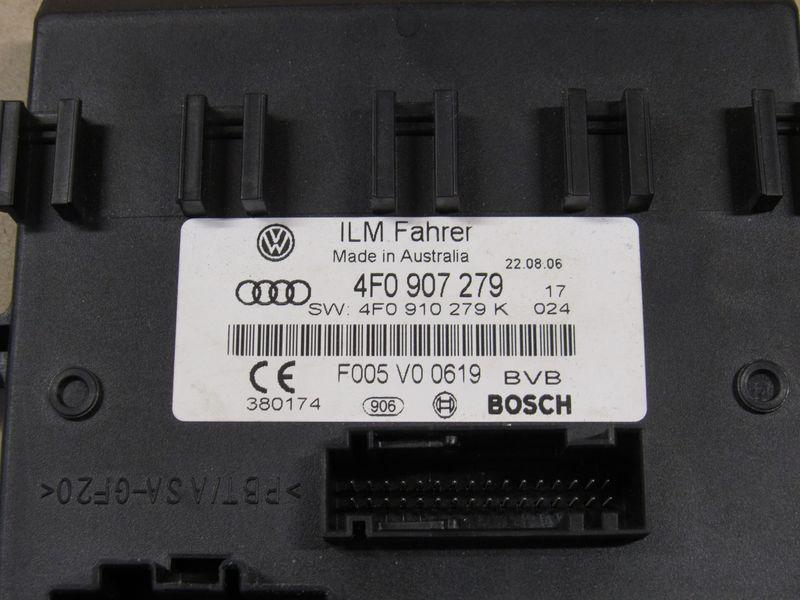 ILM Fahrer
Made in Australia
22.08.06
4F0 907 279 17
SW: 4F0 910 279 K 024
F005 V0 0619 BVB
CE
380174 906 BOSCH
>PBT/ASA-GF20<